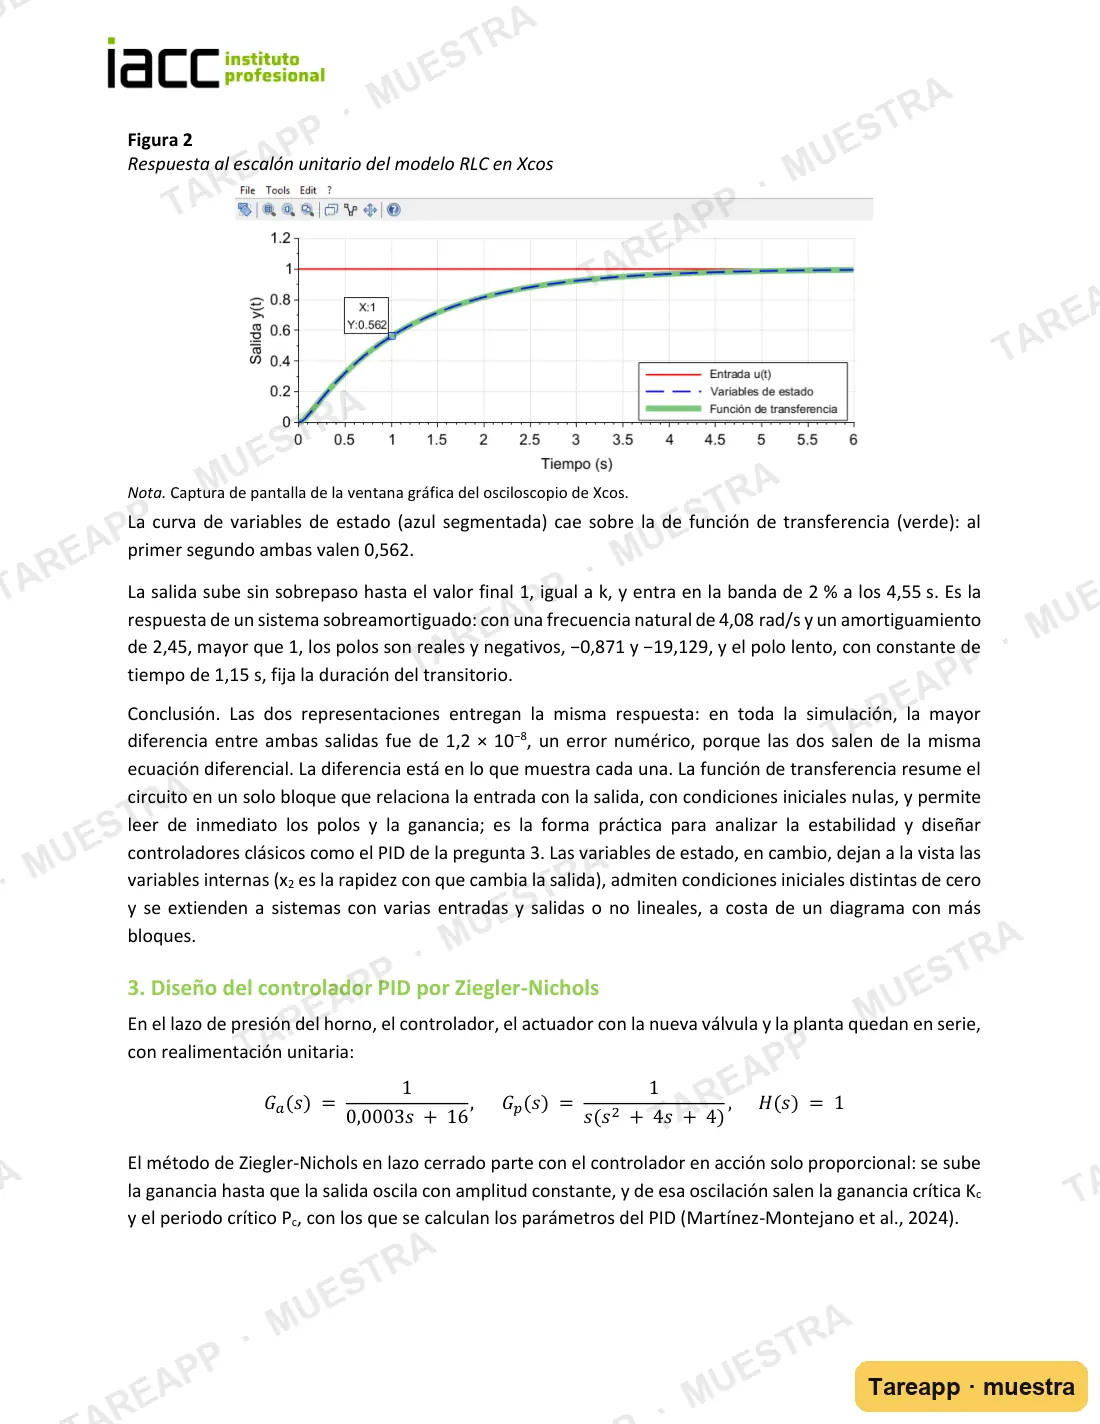 iacc instituto profesional
Figura 2
Respuesta al escalón unitario del modelo RLC en Xcos
File Tools Edit ?
1.2
1
0.8
0.6
0.4
0.2
0
Salida y(t)
X:1
Y:0.562
Entrada u(t)
Variables de estado
Función de transferencia
0 0.5 1 1.5 2 2.5 3 3.5 4 4.5 5 5.5 6
Tiempo (s)
Nota. Captura de pantalla de la ventana gráfica del osciloscopio de Xcos.
La curva de variables de estado (azul segmentada) cae sobre la de función de transferencia (verde): al
primer segundo ambas valen 0,562.
La salida sube sin sobrepaso hasta el valor final 1, igual a k, y entra en la banda de 2 % a los 4,55 s. Es la
respuesta de un sistema sobreamortiguado: con una frecuencia natural de 4,08 rad/s y un amortiguamiento
de 2,45, mayor que 1, los polos son reales y negativos, −0,871 y −19,129, y el polo lento, con constante de
tiempo de 1,15 s, fija la duración del transitorio.
Conclusión. Las dos representaciones entregan la misma respuesta: en toda la simulación, la mayor
diferencia entre ambas salidas fue de 1,2 × 10⁻⁸, un error numérico, porque las dos salen de la misma
ecuación diferencial. La diferencia está en lo que muestra cada una. La función de transferencia resume el
circuito en un solo bloque que relaciona la entrada con la salida, con condiciones iniciales nulas, y permite
leer de inmediato los polos y la ganancia; es la forma práctica para analizar la estabilidad y diseñar
controladores clásicos como el PID de la pregunta 3. Las variables de estado, en cambio, dejan a la vista las
variables internas (x₂ es la rapidez con que cambia la salida), admiten condiciones iniciales distintas de cero
y se extienden a sistemas con varias entradas y salidas o no lineales, a costa de un diagrama con más
bloques.
3. Diseño del controlador PID por Ziegler-Nichols
En el lazo de presión del horno, el controlador, el actuador con la nueva válvula y la planta quedan en serie,
con realimentación unitaria:
Gₐ(s) = 1 / (0,0003s + 16), Gₚ(s) = 1 / (s(s² + 4s + 4)), H(s) = 1
El método de Ziegler-Nichols en lazo cerrado parte con el controlador en acción solo proporcional: se sube
la ganancia hasta que la salida oscila con amplitud constante, y de esa oscilación salen la ganancia crítica Kc
y el periodo crítico Pc, con los que se calculan los parámetros del PID (Martínez-Montejano et al., 2024).
TAREAPP · MUESTRA
Tareapp · muestra